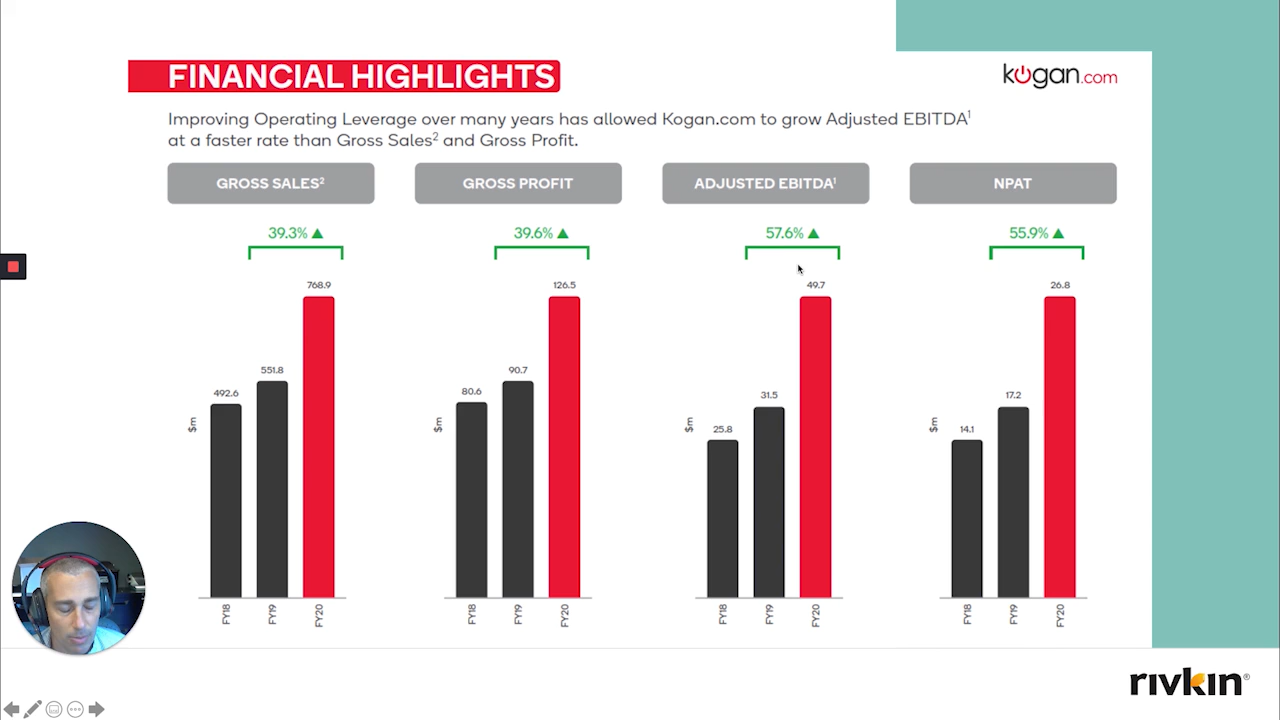 FINANCIAL HIGHLIGHTS
kogan.com
Improving Operating Leverage over many years has allowed Kogan.com to grow Adjusted EBITDA¹
at a faster rate than Gross Sales² and Gross Profit.
GROSS SALES²
39.3% ▲
768.9
551.8
492.6
$m
FY18
FY19
FY20
GROSS PROFIT
39.6% ▲
126.5
90.7
80.6
$m
FY18
FY19
FY20
ADJUSTED EBITDA¹
57.6% ▲
49.7
31.5
25.8
$m
FY18
FY19
FY20
NPAT
55.9% ▲
26.8
17.2
14.1
$m
FY18
FY19
FY20
rivkin®